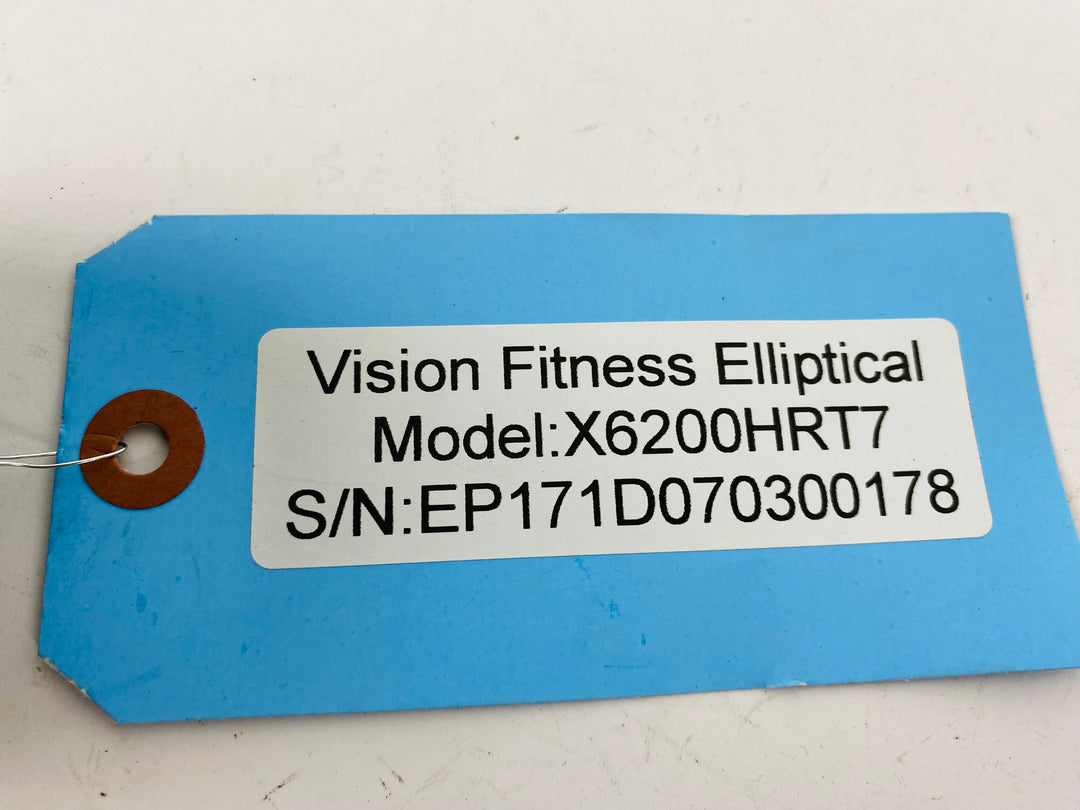 Vision Fitness Elliptical
Model:X6200HRT7
S/N:EP171D070300178